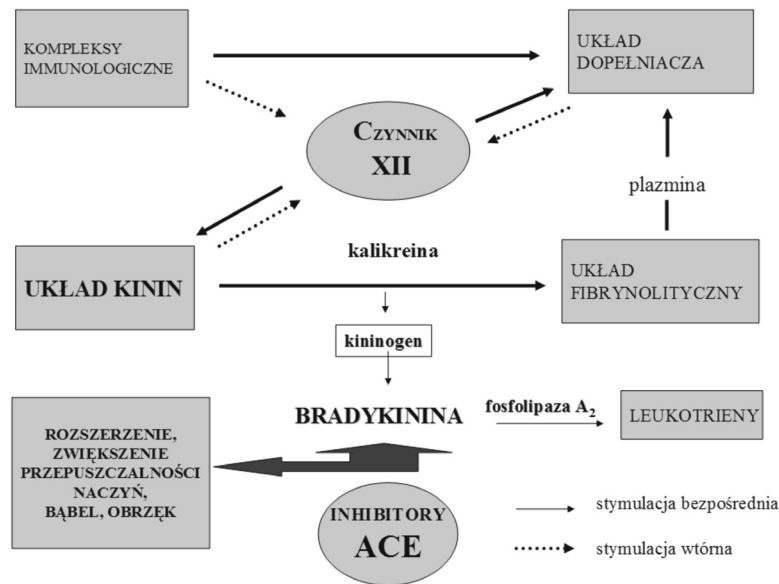 KOMPLEKSY
IMMUNOLOGICZNE
UKŁAD
DOPEŁNIACZA
CZYNNIK
XII
plazmina
kalikreina
UKŁAD KININ
UKŁAD
FIBRYNOLITYCZNY
kininogen
BRADYKININA
fosfolipaza A₂
LEUKOTRIENY
ROZSZERZENIE,
ZWIĘKSZENIE
PRZEPUSZCZALNOŚCI
NACZYŃ,
BĄBEL, OBRZĘK
INHIBITORY
ACE
stymulacja bezpośrednia
stymulacja wtórna